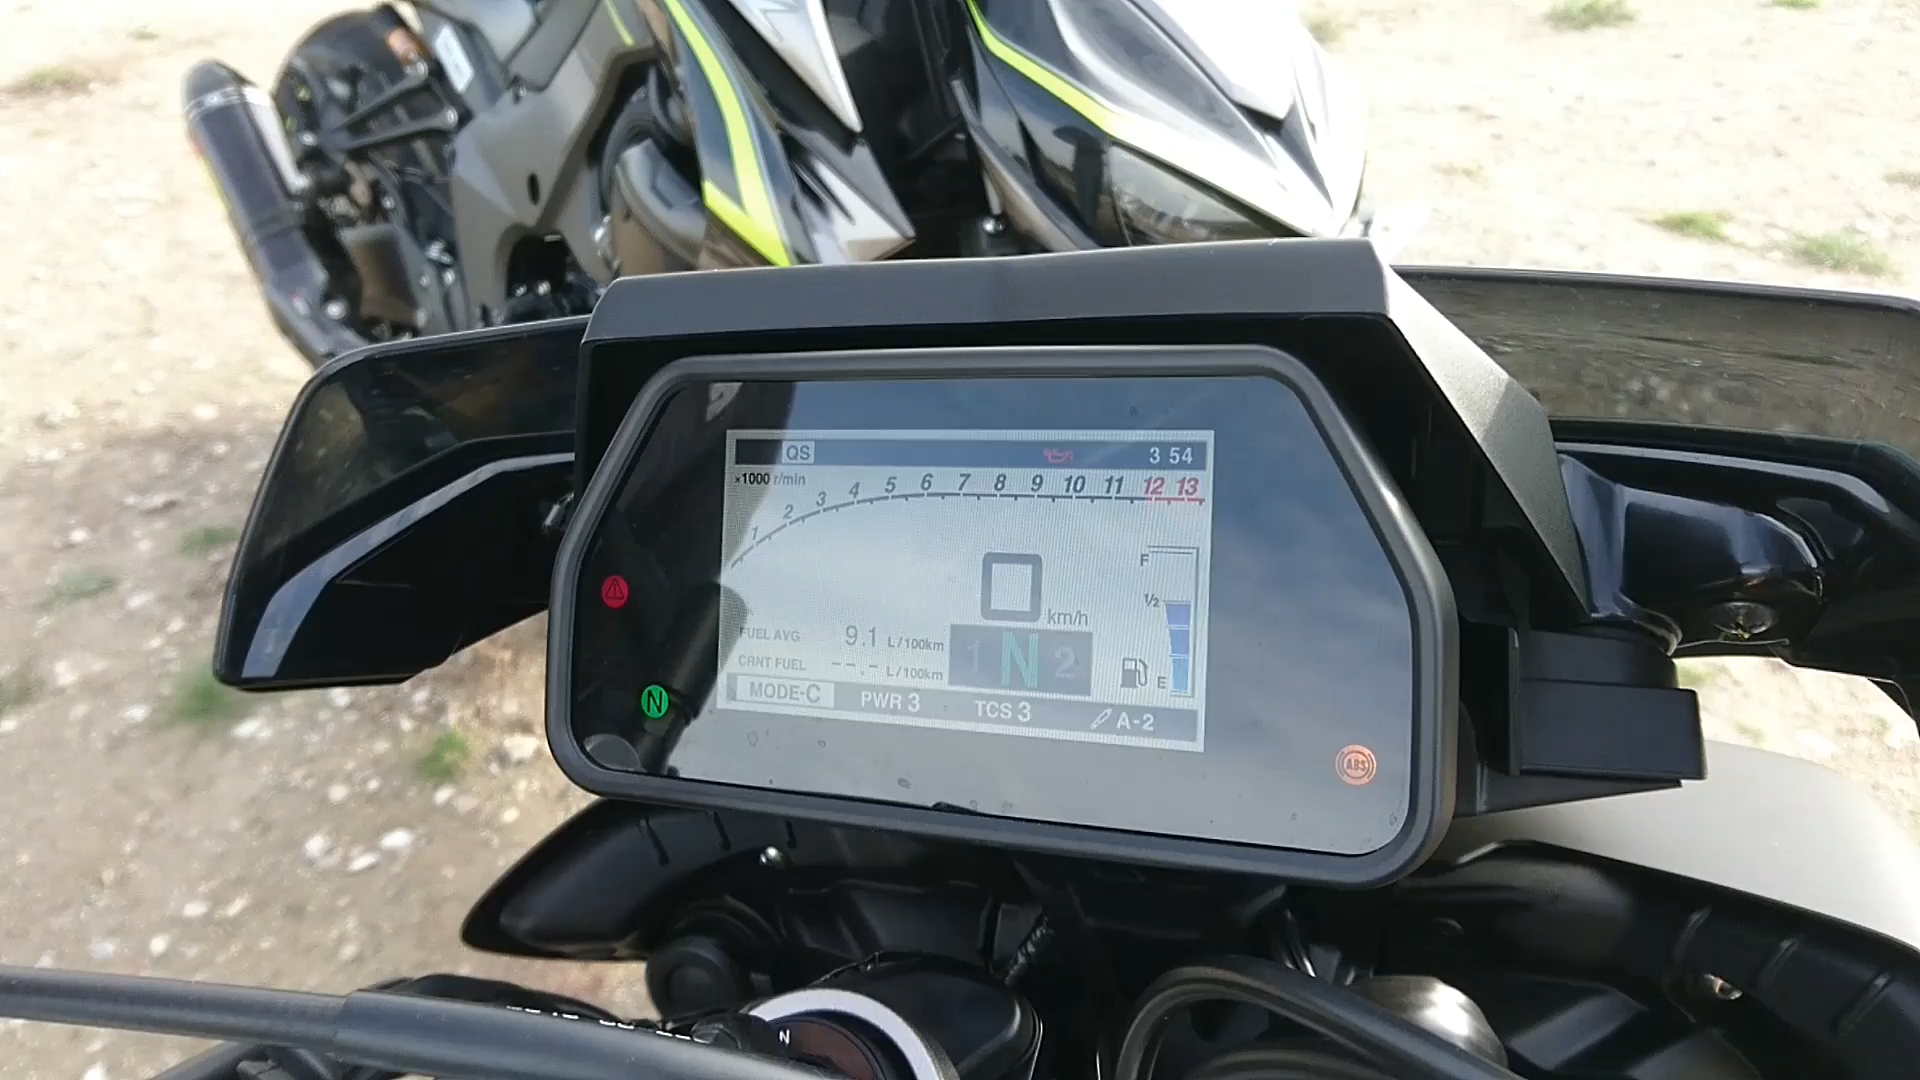 QS 3 54
×1000 r/min
1 2 3 4 5 6 7 8 9 10 11 12 13
F
1/2
0 km/h
FUEL AVG 9.1 L/100km
1 N 2
CRNT FUEL --.- L/100km
E
MODE-C PWR 3 TCS 3 A-2
N
ABS
N